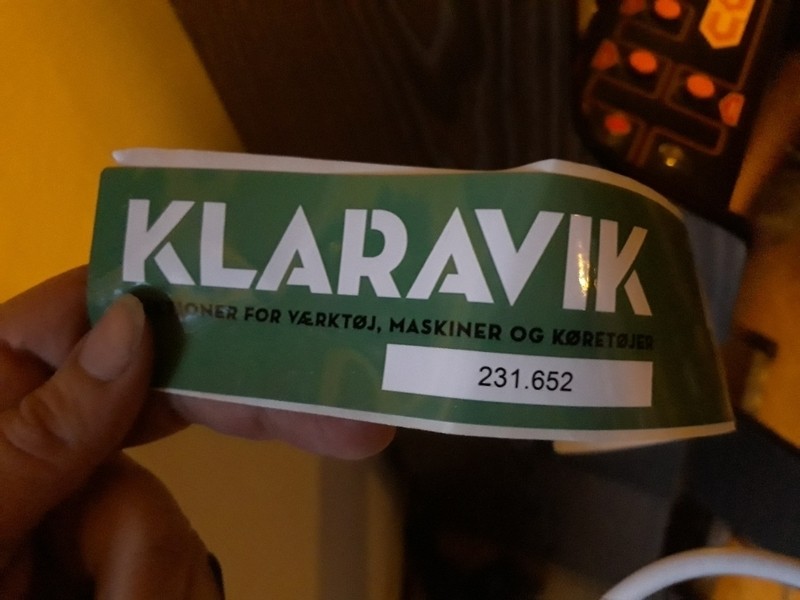 KLARAVIK
FOR VÆRKTØJ, MASKINER OG KØRETØJER
231.652